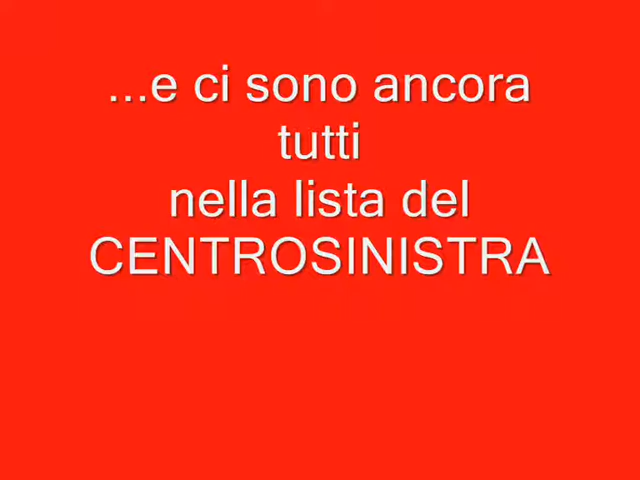 ...e ci sono ancora
tutti
nella lista del
CENTROSINISTRA